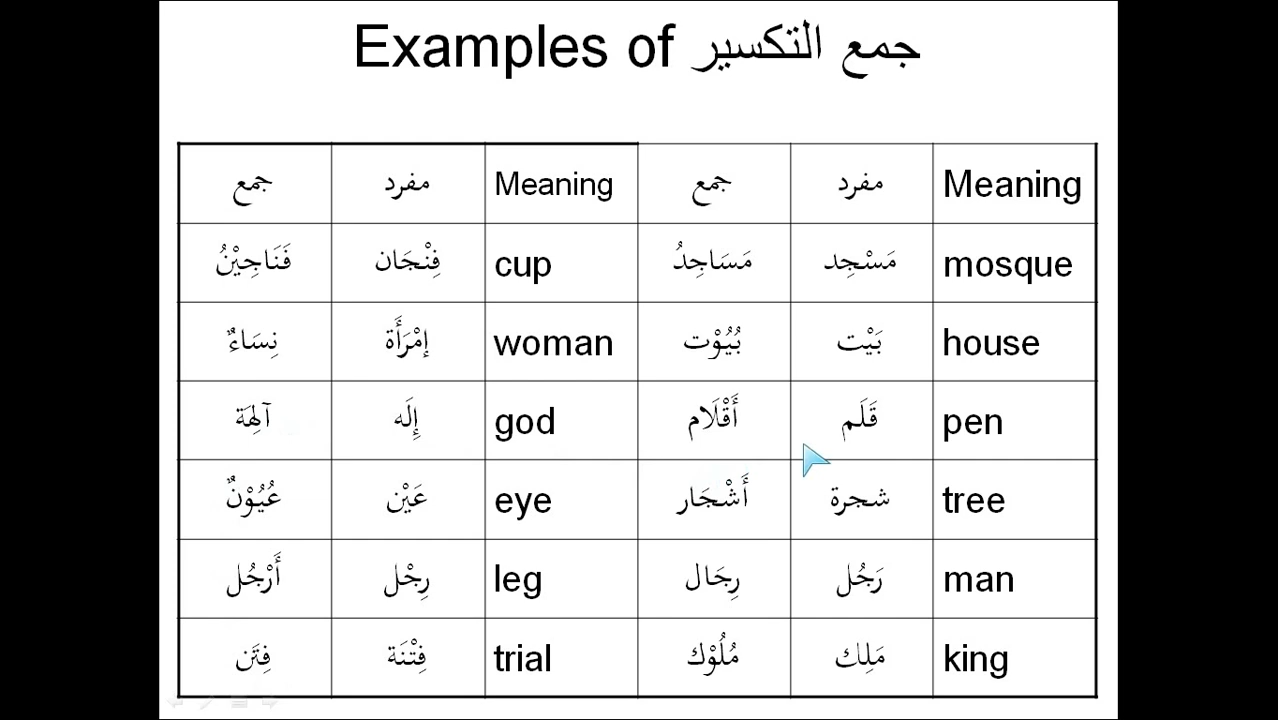 Examples of جمع التكسير
جمع مفرد Meaning جمع مفرد Meaning
فَنَاجِيْنُ فِنْجَان cup مَسَاجِدُ مَسْجِد mosque
نِسَاءٌ إِمْرَأَة woman بُيُوْت بَيْت house
آلِهَة إِلَه god أَقْلَام قَلَم pen
عُيُوْنٌ عَيْن eye أَشْجَار شجرة tree
أَرْجُل رِجْل leg رِجَال رَجُل man
فِتَن فِتْنَة trial مُلُوْك مَلِك king